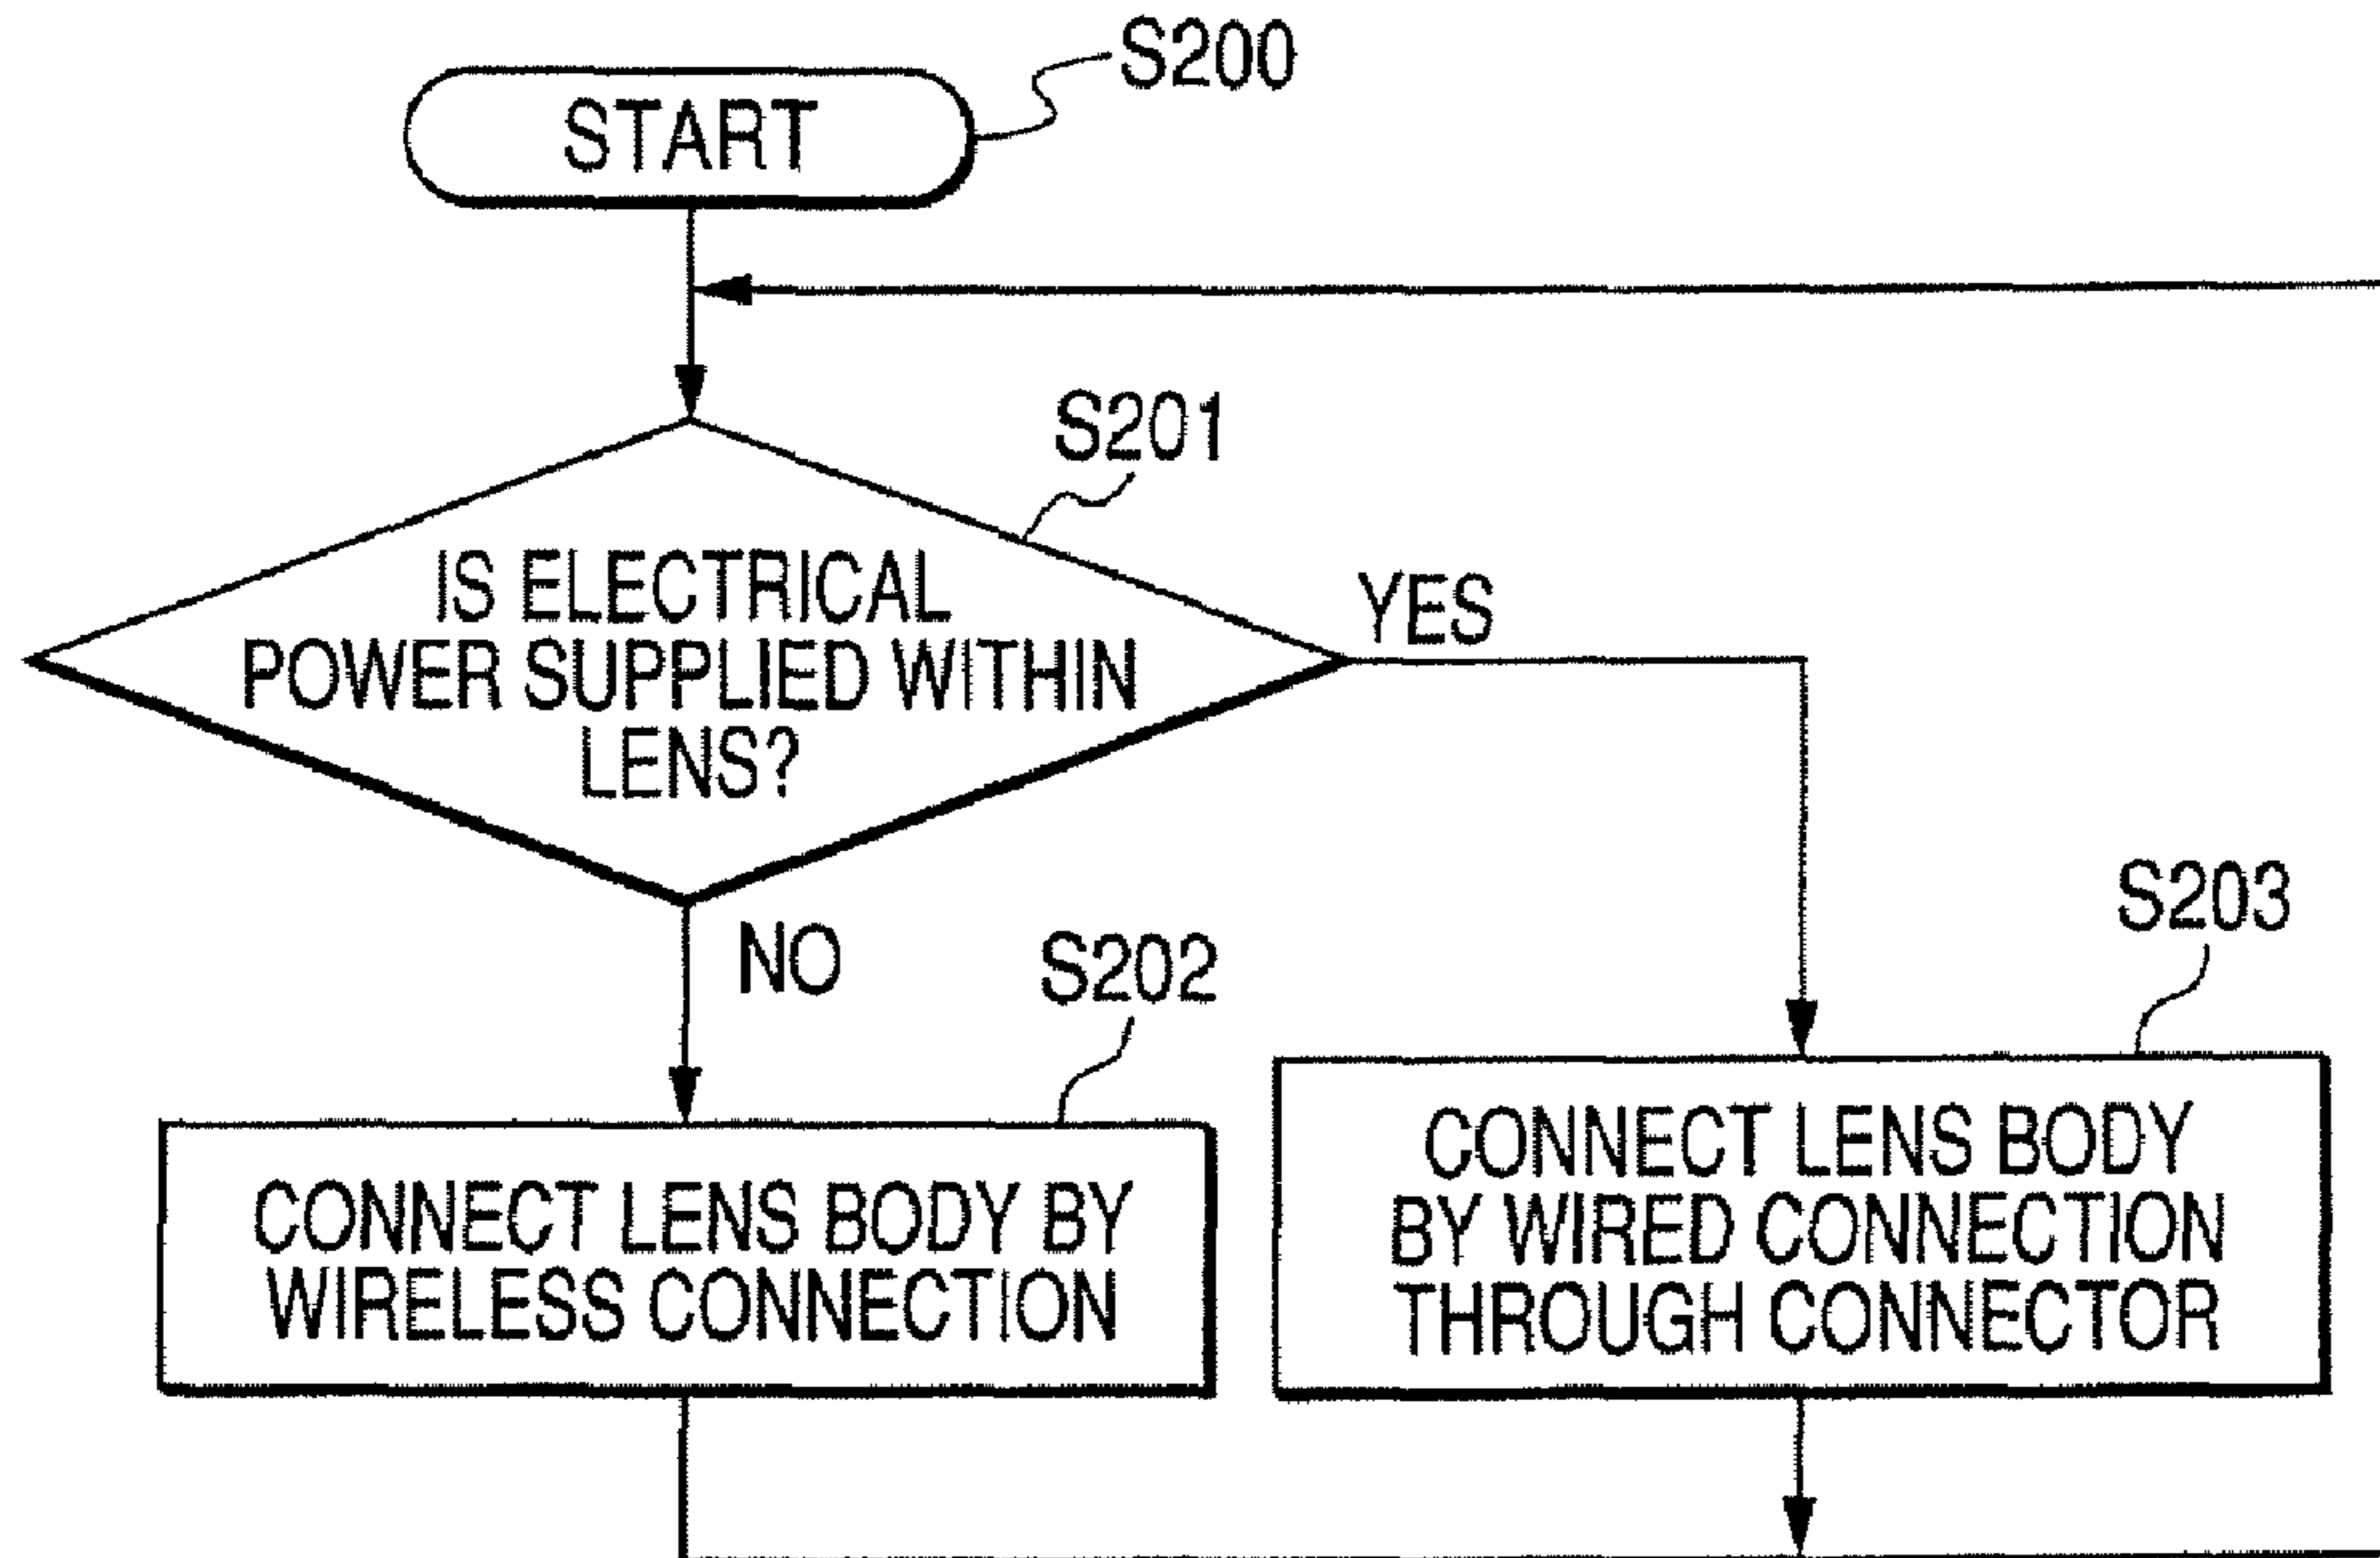 S200
START
S201
IS ELECTRICAL
POWER SUPPLIED WITHIN
LENS?
YES
NO
S202
S203
CONNECT LENS BODY BY
WIRELESS CONNECTION
CONNECT LENS BODY
BY WIRED CONNECTION
THROUGH CONNECTOR